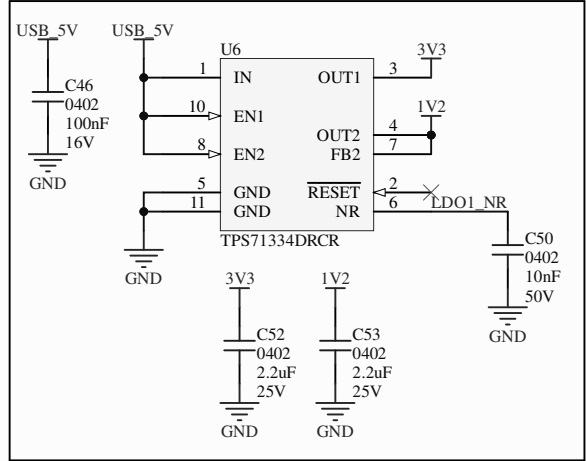 USB_5V
C46
0402
100nF
16V
GND
USB_5V
U6
1 IN OUT1 3
3V3
10 EN1
1V2
OUT2 4
8 EN2 FB2 7
5 GND RESET 2
11 GND NR 6 LDO1_NR
TPS71334DRCR
GND
C50
0402
10nF
50V
GND
3V3
C52
0402
2.2uF
25V
GND
1V2
C53
0402
2.2uF
25V
GND